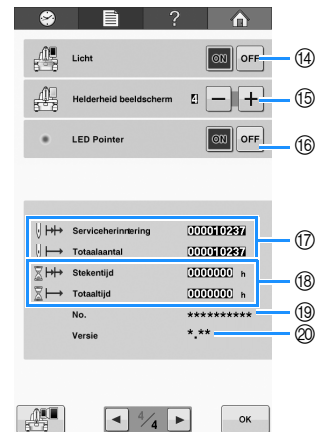 ?
Licht ON OFF ⑭
Helderheid beeldscherm 4 − + ⑮
LED Pointer ON OFF ⑯
Serviceherinnering 000010237
Totaalaantal 000010237 ⑰
Stekentijd 0000000 h
Totaaltijd 0000000 h ⑱
No. ********** ⑲
Versie *.** ⑳
4/4 OK